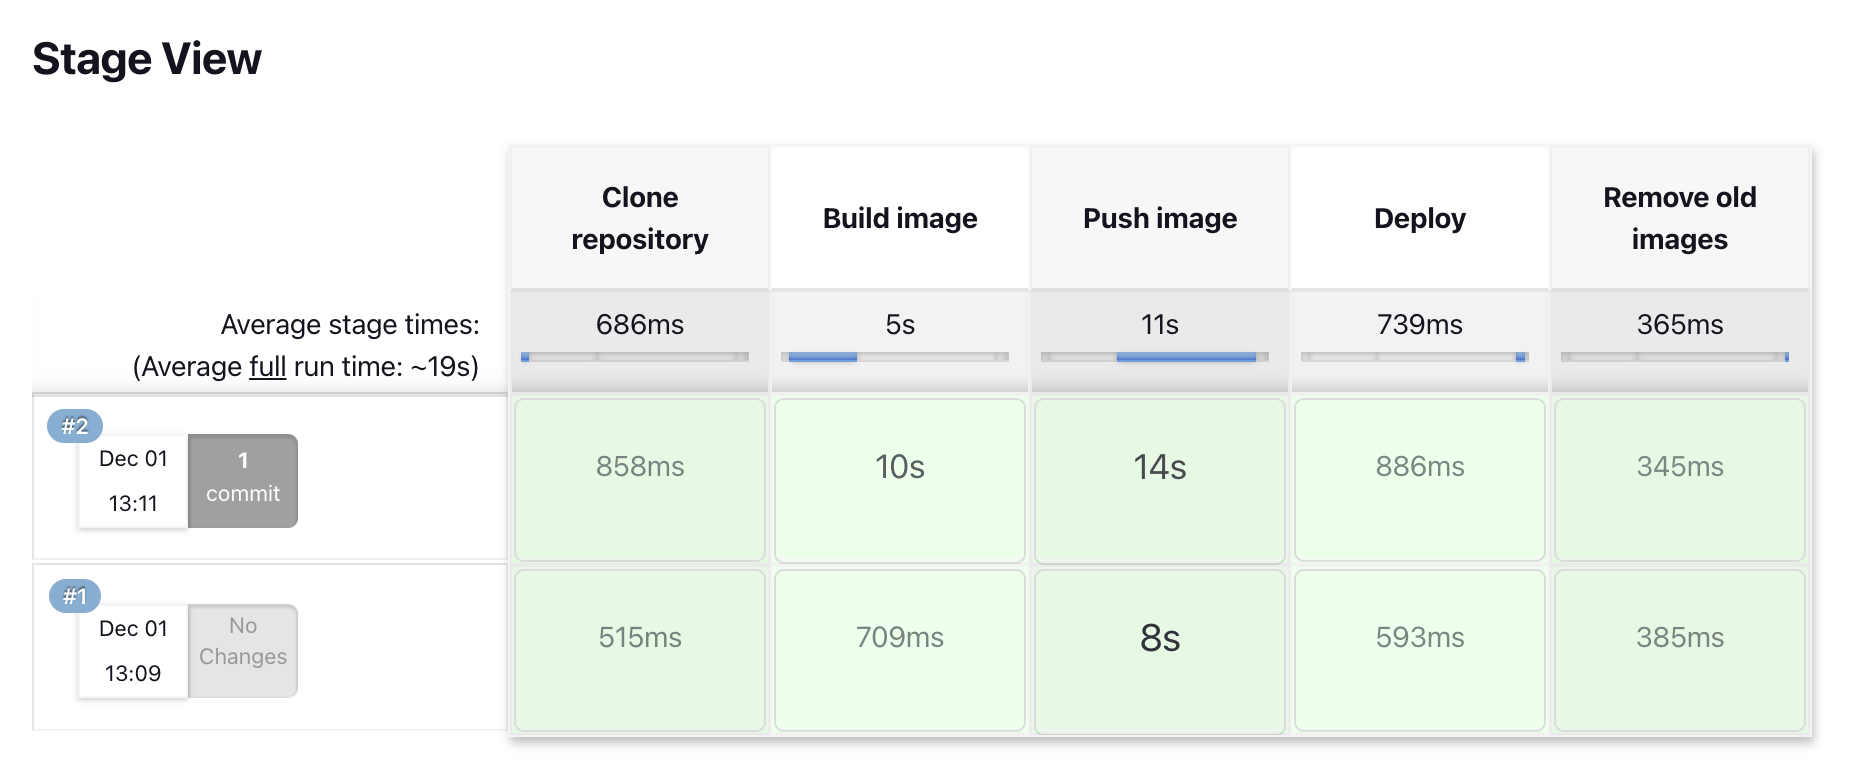 Stage View
Clone
repository
Build image
Push image
Deploy
Remove old
images
Average stage times:
(Average full run time: ~19s)
686ms
5s
11s
739ms
365ms
#2
Dec 01
13:11
1
commit
858ms
10s
14s
886ms
345ms
#1
Dec 01
13:09
No
Changes
515ms
709ms
8s
593ms
385ms